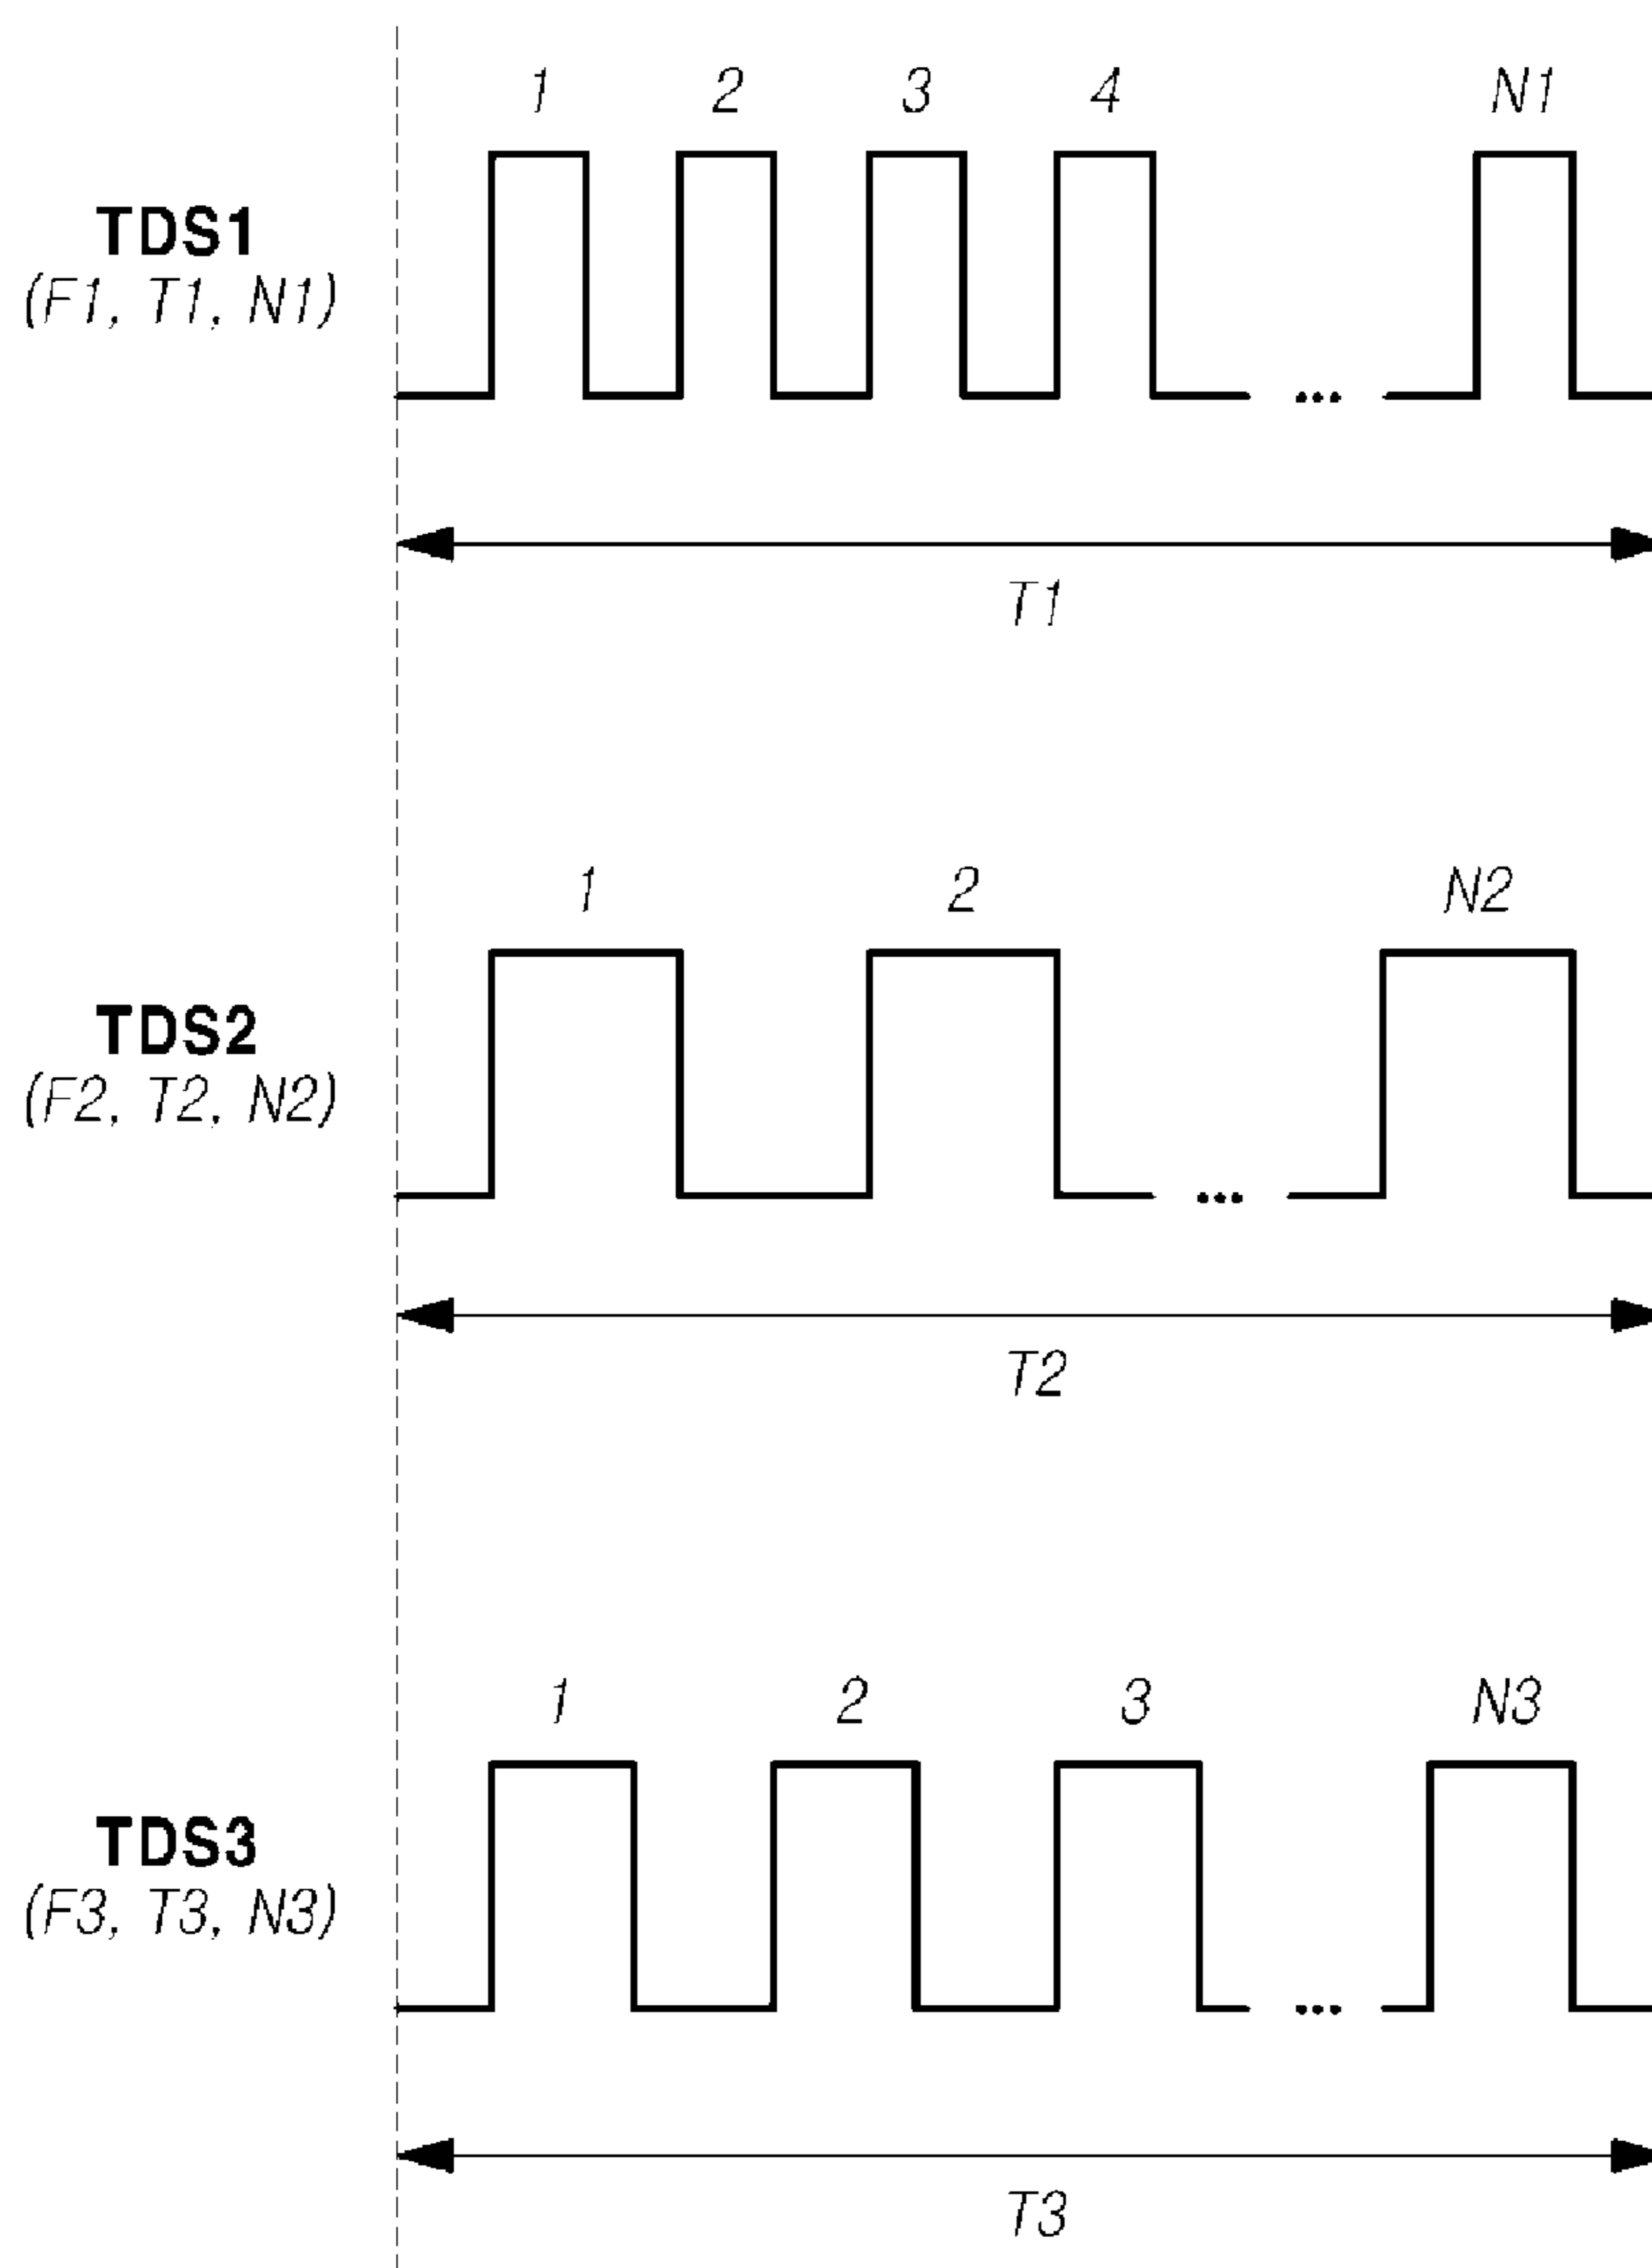 1 2 3 4 N1
TDS1
(F1, T1, N1)
...
T1
1 2 N2
TDS2
(F2, T2, N2)
...
T2
1 2 3 N3
TDS3
(F3, T3, N3)
...
T3